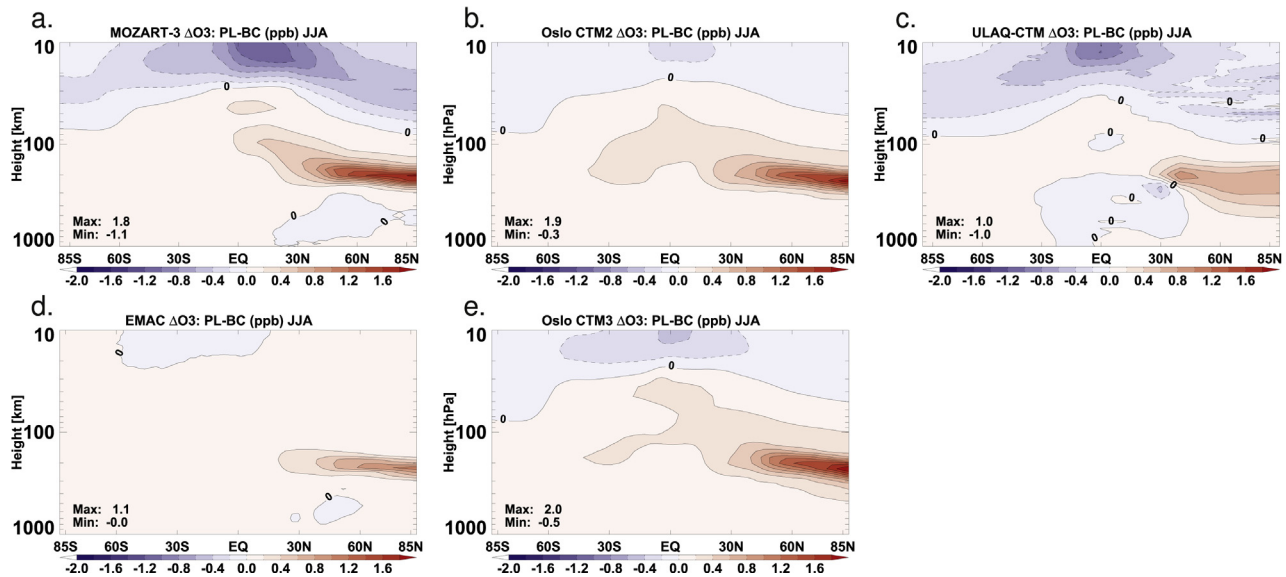 a.
MOZART-3 ΔO3: PL-BC (ppb) JJA
Height [km]
10
100
1000
0
0
0
0
Max: 1.8
Min: -1.1
85S 60S 30S EQ 30N 60N 85N
-2.0 -1.6 -1.2 -0.8 -0.4 0.0 0.4 0.8 1.2 1.6
b.
Oslo CTM2 ΔO3: PL-BC (ppb) JJA
Height [hPa]
10
100
1000
0
0
Max: 1.9
Min: -0.3
85S 60S 30S EQ 30N 60N 85N
-2.0 -1.6 -1.2 -0.8 -0.4 0.0 0.4 0.8 1.2 1.6
c.
ULAQ-CTM ΔO3: PL-BC (ppb) JJA
Height [km]
10
100
1000
0
0
0
0
0
0
0
0
0
Max: 1.0
Min: -1.0
85S 60S 30S EQ 30N 60N 85N
-2.0 -1.6 -1.2 -0.8 -0.4 0.0 0.4 0.8 1.2 1.6
d.
EMAC ΔO3: PL-BC (ppb) JJA
Height [km]
10
100
1000
0
0
Max: 1.1
Min: -0.0
85S 60S 30S EQ 30N 60N 85N
-2.0 -1.6 -1.2 -0.8 -0.4 0.0 0.4 0.8 1.2 1.6
e.
Oslo CTM3 ΔO3: PL-BC (ppb) JJA
Height [hPa]
10
100
1000
0
0
Max: 2.0
Min: -0.5
85S 60S 30S EQ 30N 60N 85N
-2.0 -1.6 -1.2 -0.8 -0.4 0.0 0.4 0.8 1.2 1.6